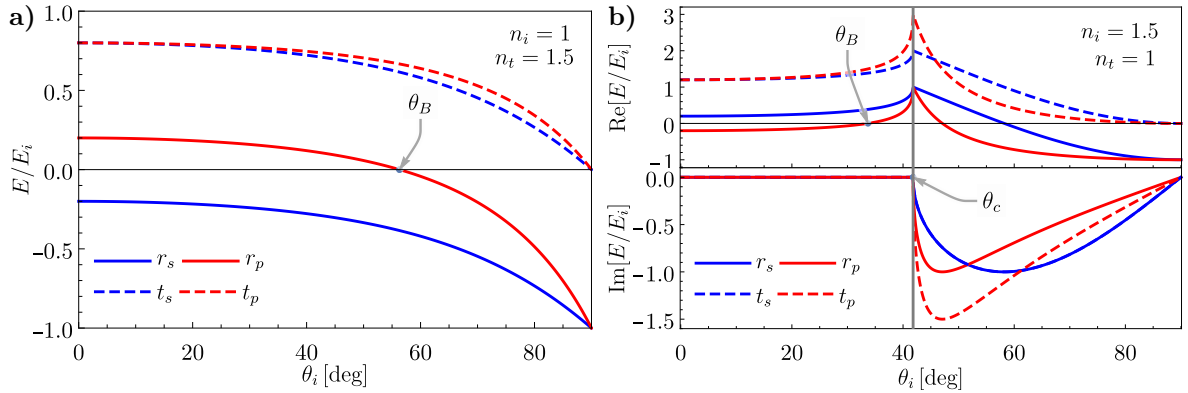 a)
1.0
0.5
0.0
−0.5
−1.0
E/E_i
n_i = 1
n_t = 1.5
θ_B
r_s
r_p
t_s
t_p
0
20
40
60
80
θ_i [deg]
b)
3
2
1
0
−1
Re[E/E_i]
n_i = 1.5
n_t = 1
θ_B
0.0
−0.5
−1.0
−1.5
Im[E/E_i]
θ_c
r_s
r_p
t_s
t_p
0
20
40
60
80
θ_i [deg]